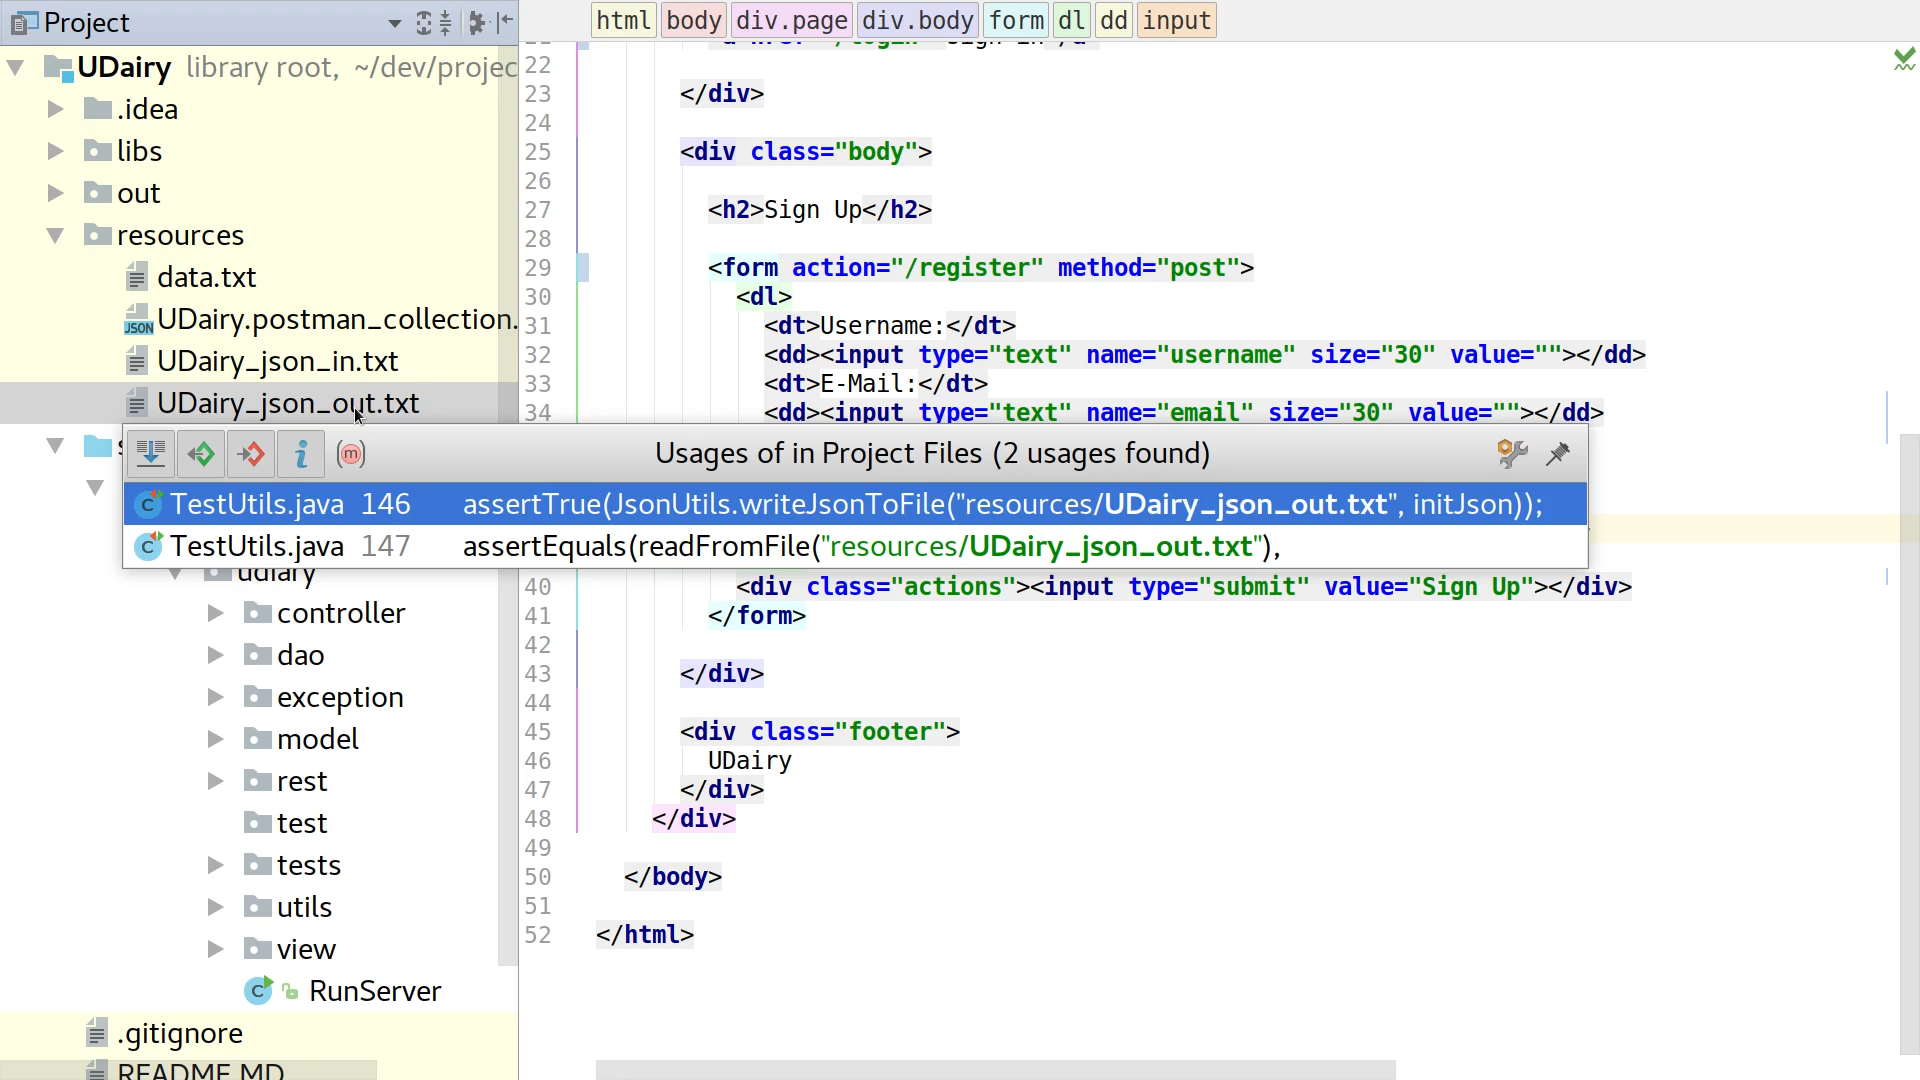 Project
UDairy library root, ~/dev/projec
.idea
libs
out
resources
data.txt
JSON UDairy.postman_collection.
UDairy_json_in.txt
UDairy_json_out.txt
html body div.page div.body form dl dd input
22
23 </div>
24
25 <div class="body">
26
27 <h2>Sign Up</h2>
28
29 <form action="/register" method="post">
30 <dl>
31 <dt>Username:</dt>
32 <dd><input type="text" name="username" size="30" value=""></dd>
33 <dt>E-Mail:</dt>
34 <dd><input type="text" name="email" size="30" value=""></dd>
Usages of in Project Files (2 usages found)
TestUtils.java 146 assertTrue(JsonUtils.writeJsonToFile("resources/UDairy_json_out.txt", initJson));
TestUtils.java 147 assertEquals(readFromFile("resources/UDairy_json_out.txt"),
udiary
controller
dao
exception
model
rest
test
tests
utils
view
RunServer
.gitignore
README.MD
40 <div class="actions"><input type="submit" value="Sign Up"></div>
41 </form>
42
43 </div>
44
45 <div class="footer">
46 UDairy
47 </div>
48 </div>
49
50 </body>
51
52 </html>